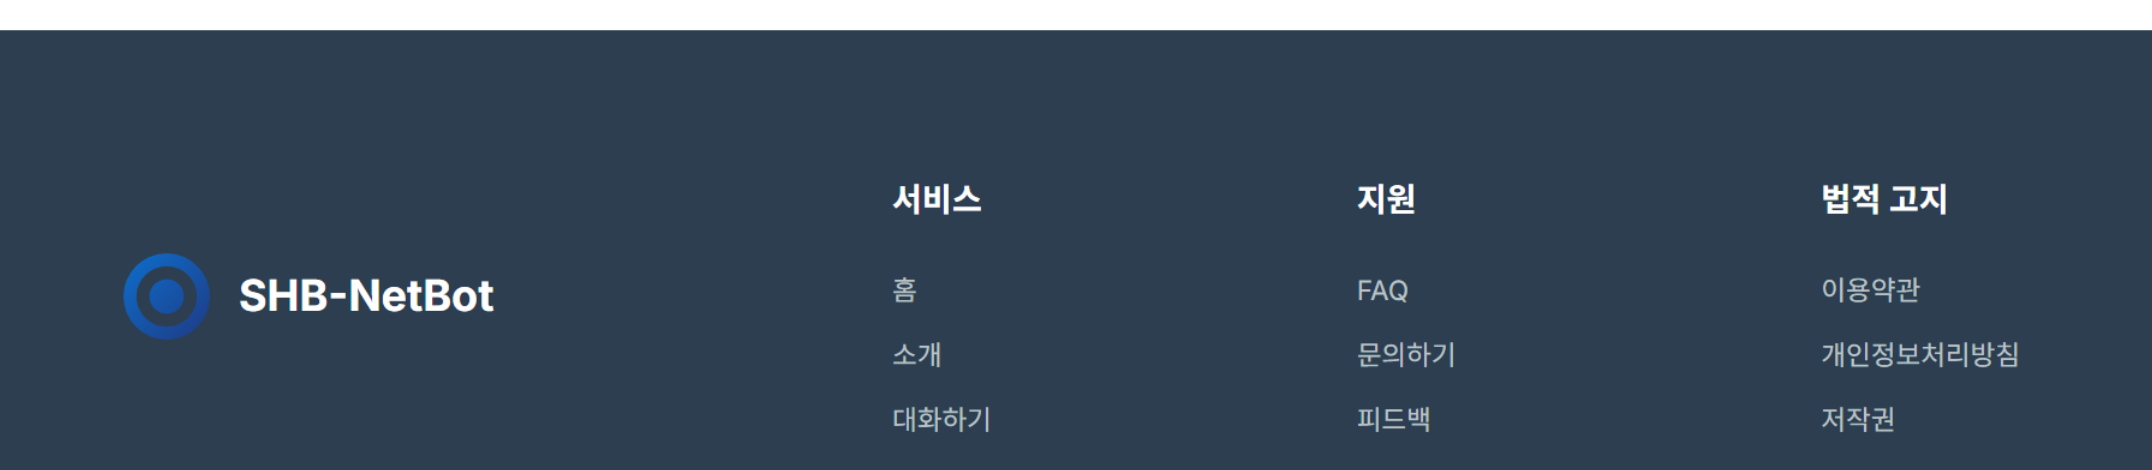 SHB-NetBot
서비스
홈
소개
대화하기
지원
FAQ
문의하기
피드백
법적 고지
이용약관
개인정보처리방침
저작권